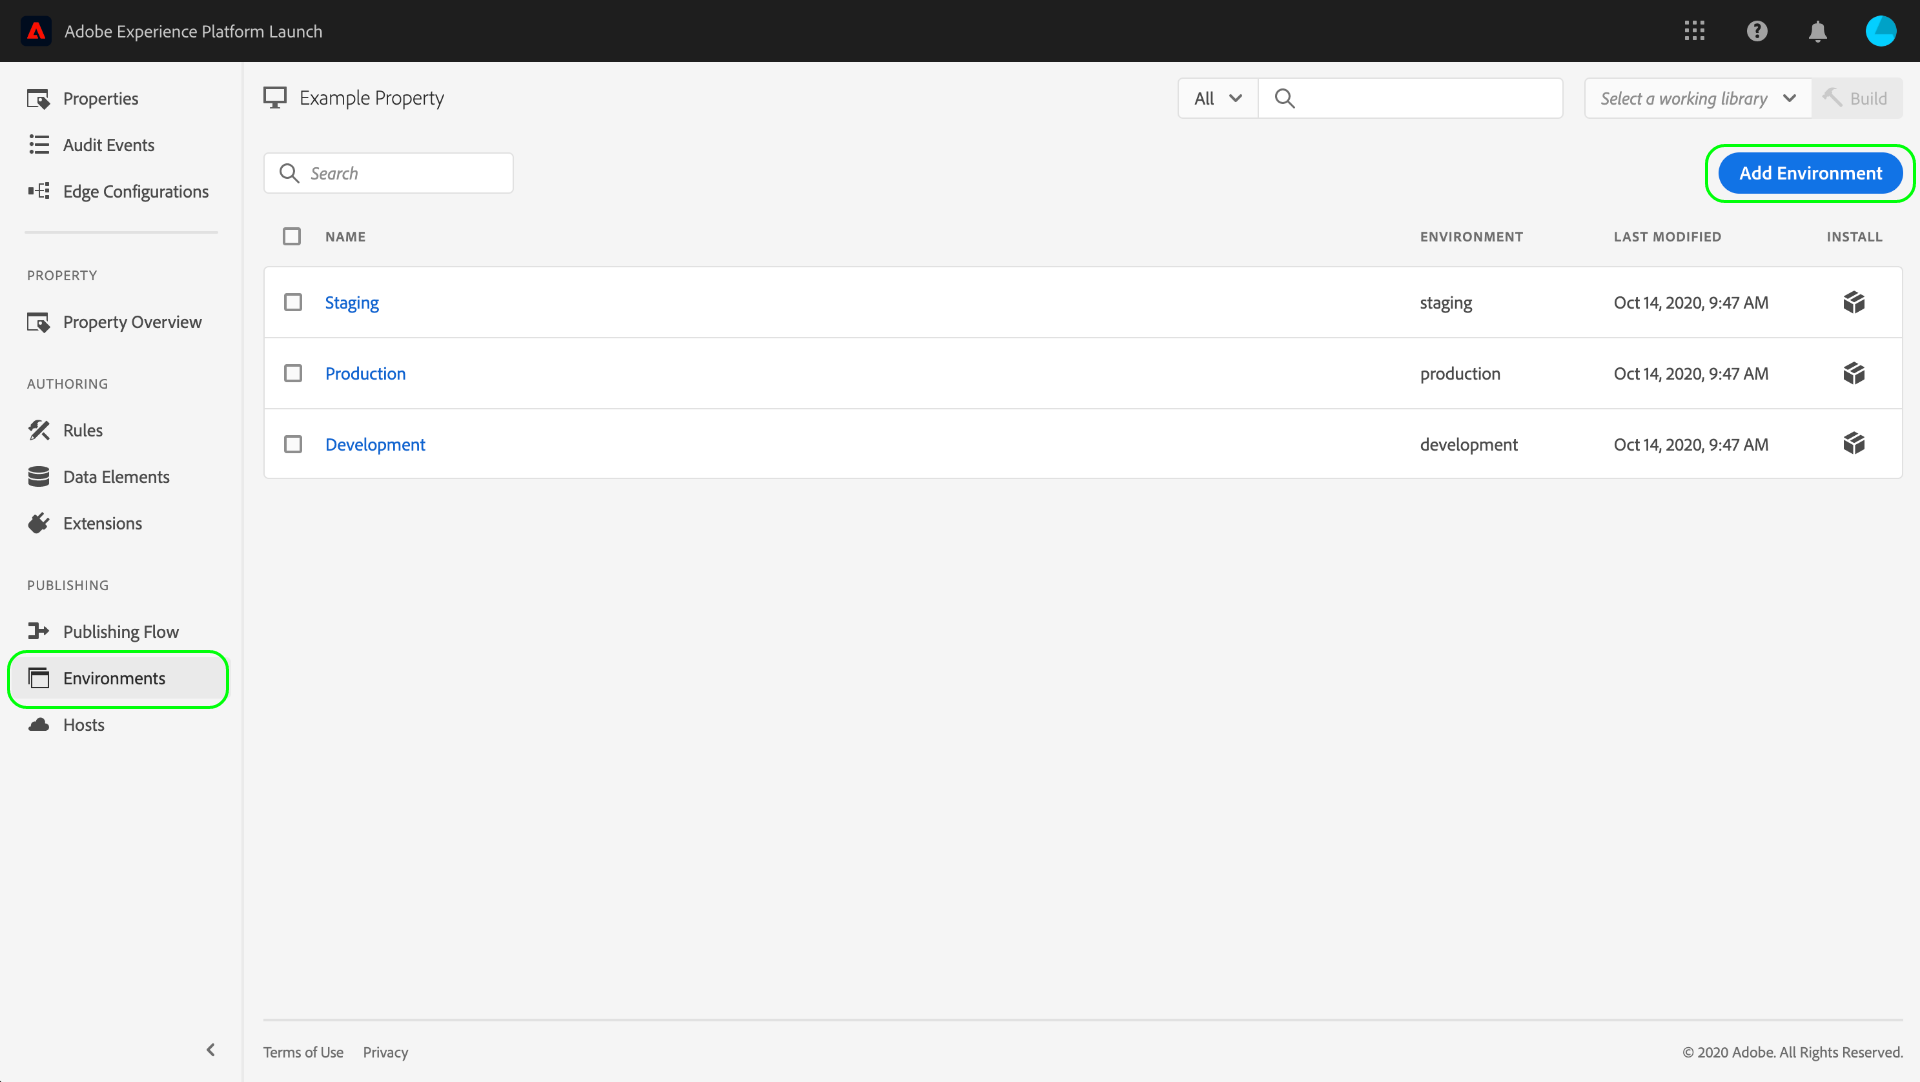 Adobe Experience Platform Launch
Properties
Audit Events
Edge Configurations
PROPERTY
Property Overview
AUTHORING
Rules
Data Elements
Extensions
PUBLISHING
Publishing Flow
Environments
Hosts
Example Property
All
Select a working library
Build
Search
Add Environment
NAME ENVIRONMENT LAST MODIFIED INSTALL
Staging staging Oct 14, 2020, 9:47 AM
Production production Oct 14, 2020, 9:47 AM
Development development Oct 14, 2020, 9:47 AM
Terms of Use Privacy © 2020 Adobe. All Rights Reserved.